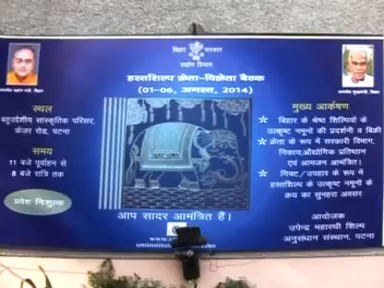 बिहार सरकार
उद्योग विभाग
हस्तशिल्प क्रेता-विक्रेता बैठक
(01-06, अगस्त, 2014)
स्थल
बहुउद्देशीय सांस्कृतिक परिसर,
पटना
समय
11 बजे पूर्वाहन से
8 बजे रात्रि तक
प्रवेश निःशुल्क
आप सादर आमंत्रित हैं।
मुख्य आकर्षण
बिहार के श्रेष्ठ शिल्पियों के
उत्कृष्ट नमूनों की प्रदर्शनी व बिक्री
क्रेता के रूप में सरकारी विभाग,
निकाय,औद्योगिक प्रतिष्ठान
एवं आमजन आमंत्रित।
गिफ्ट/उपहार के रूप में
हस्तशिल्प के उत्कृष्ट नमूनों के
क्रय का सुनहरा अवसर
आयोजक
उपेन्द्र महारथी शिल्प
अनुसंधान संस्थान, पटना